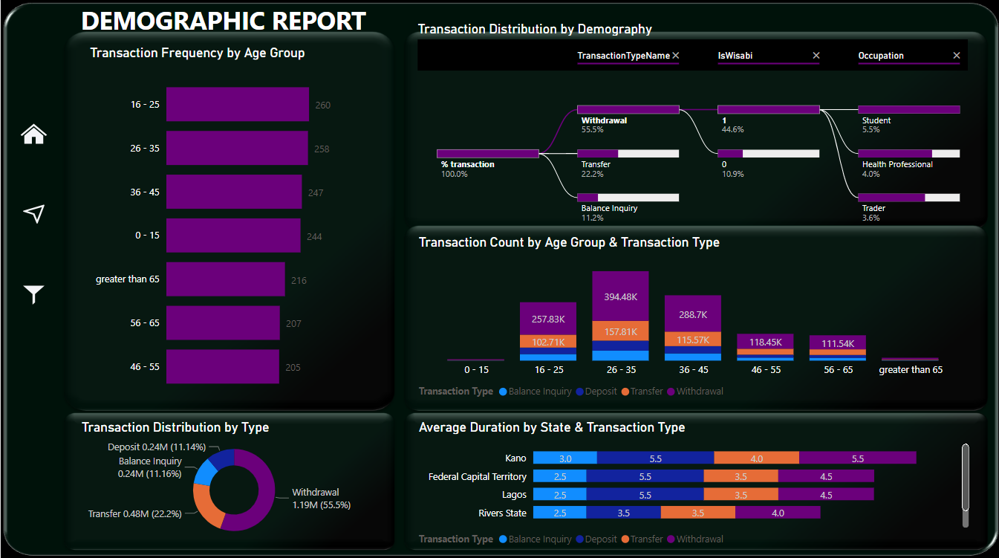 DEMOGRAPHIC REPORT
Transaction Frequency by Age Group
16 - 25
260
26 - 35
258
36 - 45
247
0 - 15
244
greater than 65
216
56 - 65
207
46 - 55
205
Transaction Distribution by Demography
TransactionTypeName
IsWisabi
Occupation
% transaction
100.0%
Withdrawal
55.5%
Transfer
22.2%
Balance Inquiry
11.2%
1
44.6%
0
10.9%
Student
5.5%
Health Professional
4.0%
Trader
3.6%
Transaction Count by Age Group & Transaction Type
257.83K
102.71K
394.48K
157.81K
288.7K
115.57K
118.45K
111.54K
0 - 15
16 - 25
26 - 35
36 - 45
46 - 55
56 - 65
greater than 65
Transaction Type Balance Inquiry Deposit Transfer Withdrawal
Transaction Distribution by Type
Deposit 0.24M (11.14%)
Balance Inquiry
0.24M (11.16%)
Transfer 0.48M (22.2%)
Withdrawal
1.19M (55.5%)
Average Duration by State & Transaction Type
Kano 3.0 5.5 4.0 5.5
Federal Capital Territory 2.5 5.5 3.5 4.5
Lagos 2.5 5.5 3.5 4.5
Rivers State 2.5 3.5 3.5 4.0
Transaction Type Balance Inquiry Deposit Transfer Withdrawal